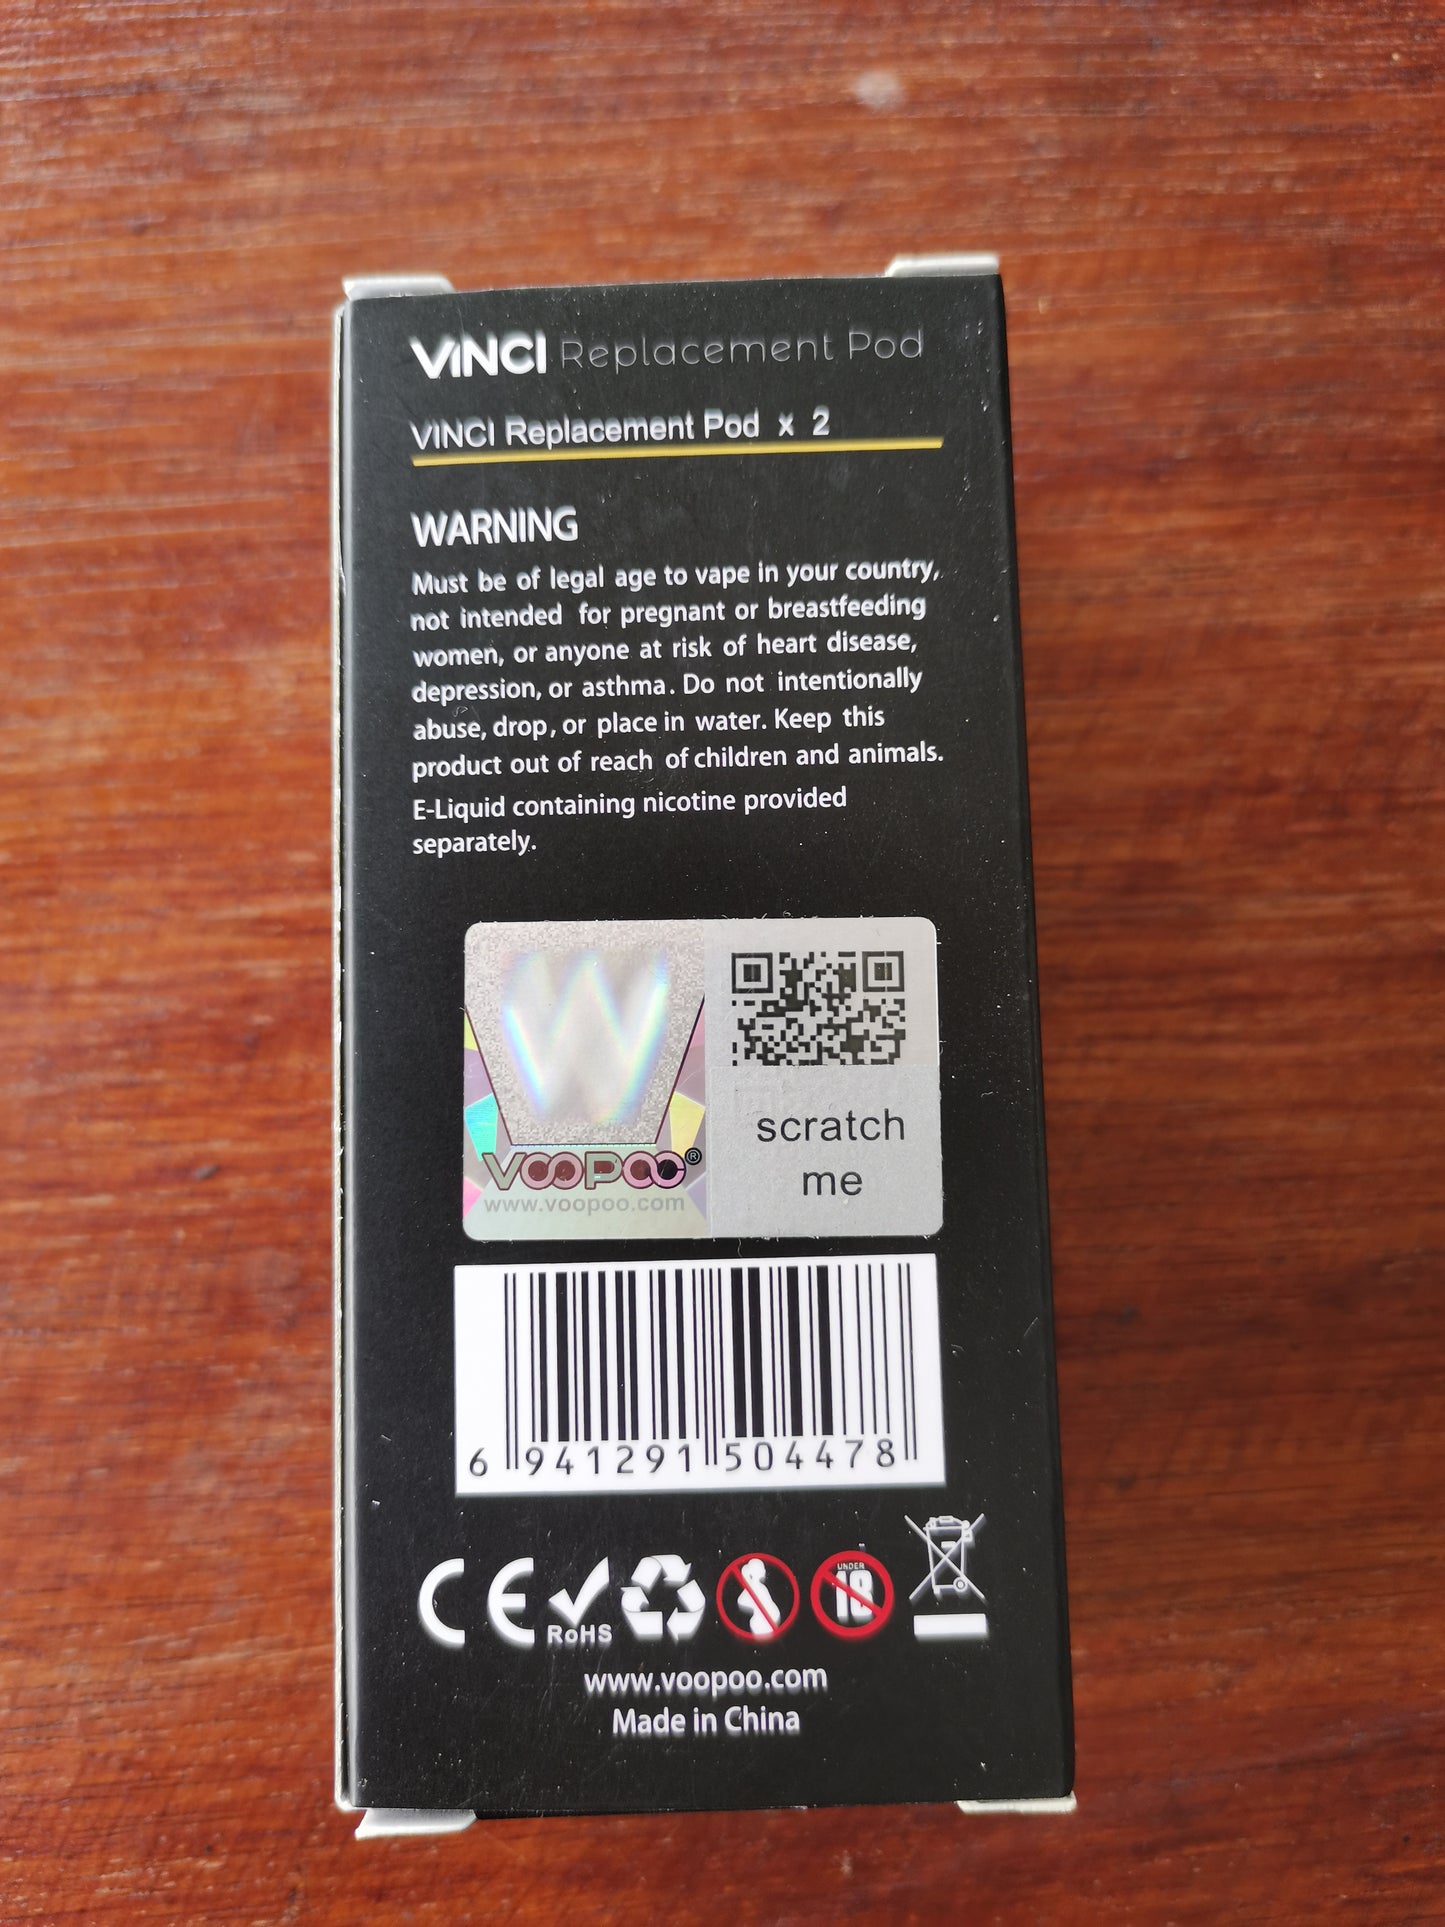 VINCI Replacement Pod
VINCI Replacement Pod x 2
WARNING
Must be of legal age to vape in your country,
not intended for pregnant or breastfeeding
women, or anyone at risk of heart disease,
depression, or asthma. Do not intentionally
abuse, drop, or place in water. Keep this
product out of reach of children and animals.
E-Liquid containing nicotine provided
separately.
W
VOOPOO®
www.voopoo.com
scratch
me
6 941291 504478
CE
RoHS
UNDER
18
www.voopoo.com
Made in China